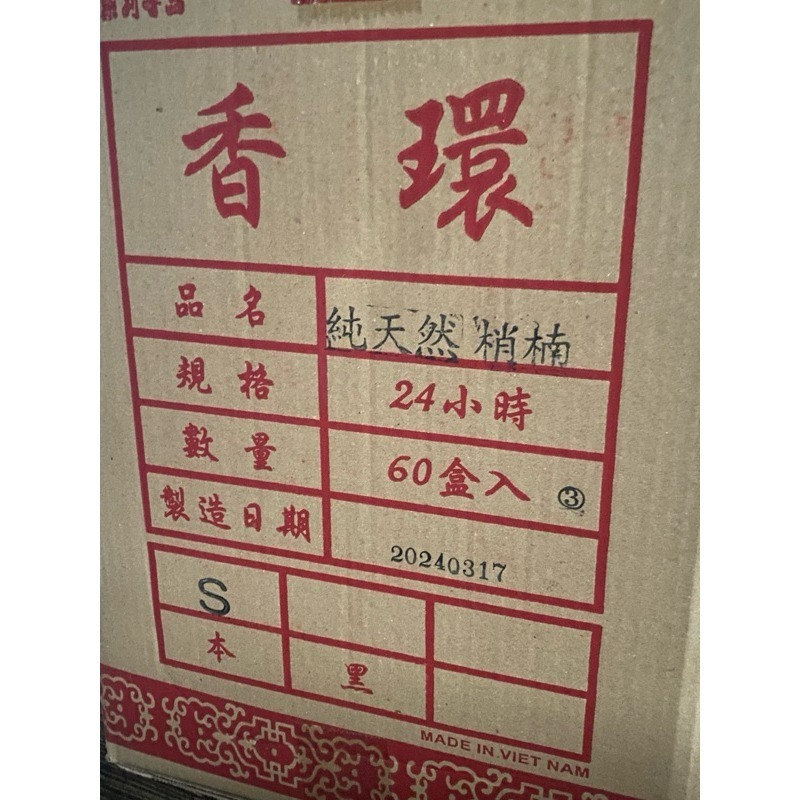 香環
品名 純天然 梢楠
規格 24小時
數量 60盒入 ③
製造日期 20240317
S
本 黑
MADE IN VIET NAM